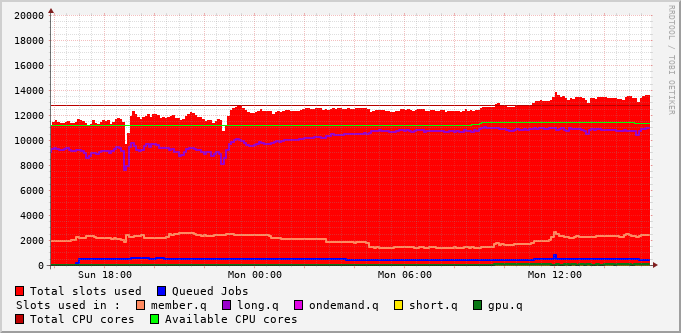 RRDTOOL / TOBI OETIKER
20000
18000
16000
14000
12000
10000
8000
6000
4000
2000
0
Sun 18:00 Mon 00:00 Mon 06:00 Mon 12:00
Total slots used Queued Jobs
Slots used in : member.q long.q ondemand.q short.q gpu.q
Total CPU cores Available CPU cores